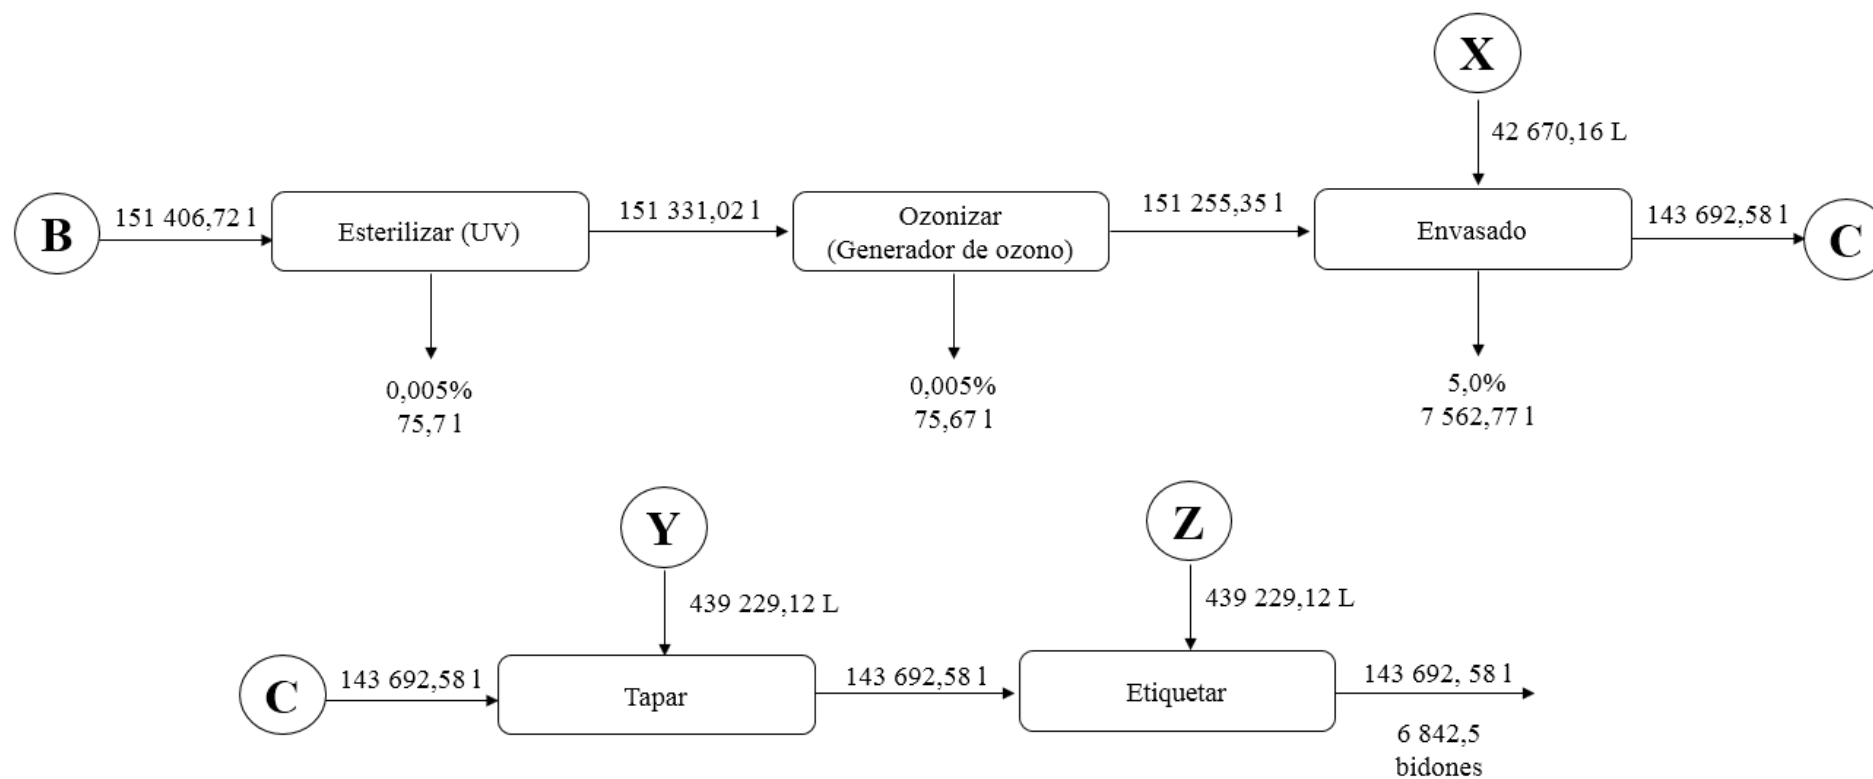 X
42 670,16 L
B
151 406,72 l
Esterilizar (UV)
151 331,02 l
Ozonizar
(Generador de ozono)
151 255,35 l
Envasado
143 692,58 l
C
0,005%
75,7 l
0,005%
75,67 l
5,0%
7 562,77 l
Y
439 229,12 L
Z
439 229,12 L
C
143 692,58 l
Tapar
143 692,58 l
Etiquetar
143 692, 58 l
6 842,5
bidones